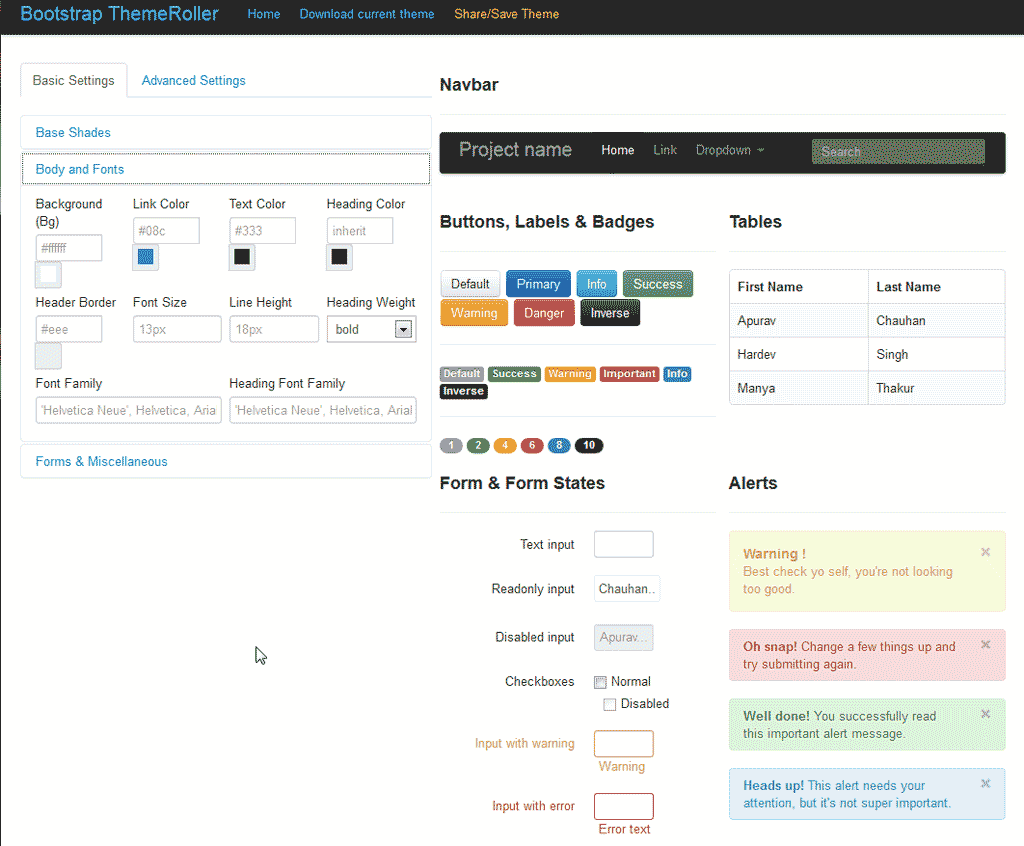 Bootstrap ThemeRoller Home Download current theme Share/Save Theme
Basic Settings Advanced Settings
Base Shades
Body and Fonts
Background (Bg)
#ffffff
Link Color
#08c
Text Color
#333
Heading Color
inherit
Header Border
#eee
Font Size
13px
Line Height
18px
Heading Weight
bold
Font Family
'Helvetica Neue', Helvetica, Aria
Heading Font Family
'Helvetica Neue', Helvetica, Arial
Forms & Miscellaneous
Navbar
Project name Home Link Dropdown Search
Buttons, Labels & Badges
Default Primary Info Success
Warning Danger Inverse
Default Success Warning Important Info
Inverse
1 2 4 6 8 10
Tables
First Name Last Name
Apurav Chauhan
Hardev Singh
Manya Thakur
Form & Form States
Text input
Readonly input Chauhan..
Disabled input Apurav...
Checkboxes Normal
Disabled
Input with warning
Warning
Input with error
Error text
Alerts
Warning ! ×
Best check yo self, you're not looking
too good.
Oh snap! Change a few things up and ×
try submitting again.
Well done! You successfully read ×
this important alert message.
Heads up! This alert needs your ×
attention, but it's not super important.